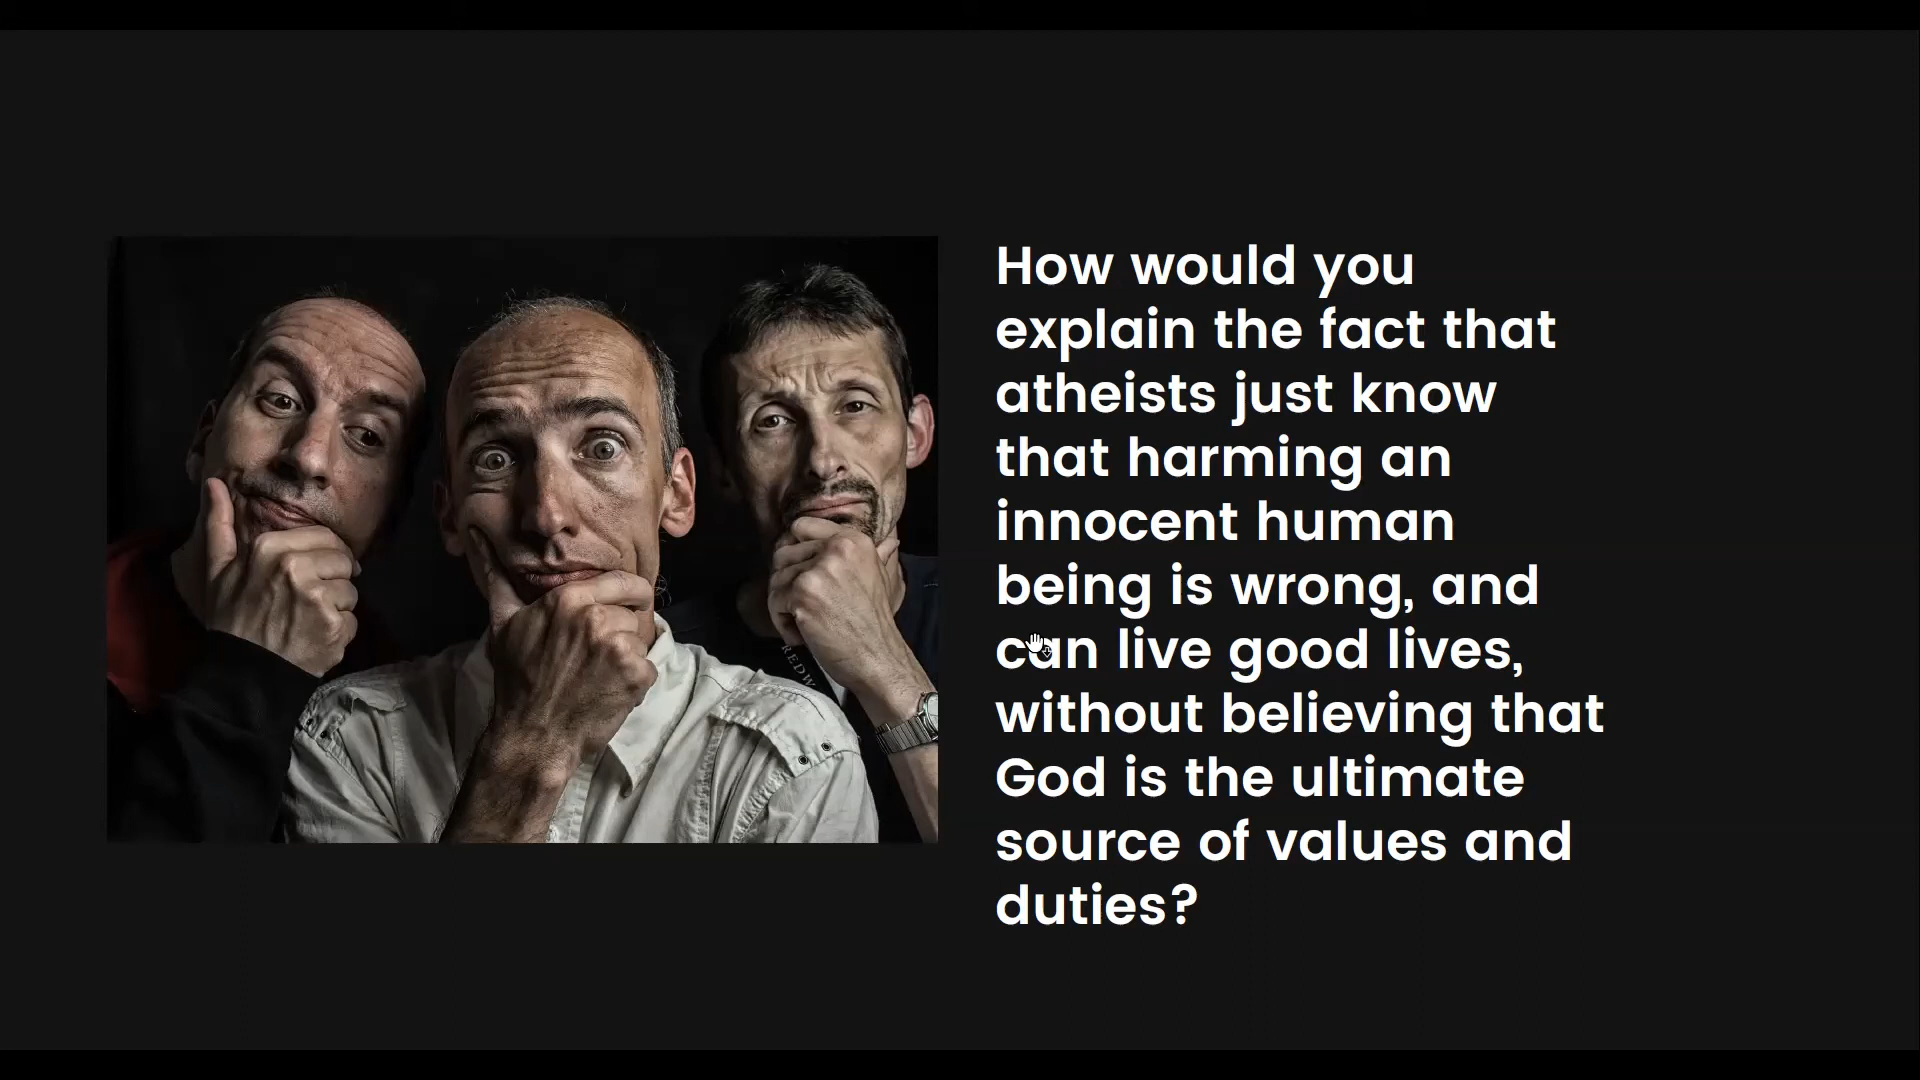 How would you
explain the fact that
atheists just know
that harming an
innocent human
being is wrong, and
can live good lives,
without believing that
God is the ultimate
source of values and
duties?
REDW